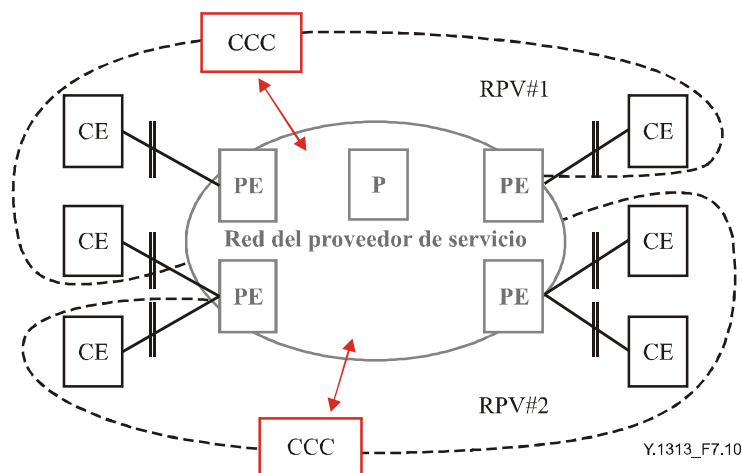 CCC
RPV#1
CE
CE
PE
P
PE
CE
Red del proveedor de servicio
CE
CE
PE
PE
CE
CE
RPV#2
CCC
Y.1313_F7.10